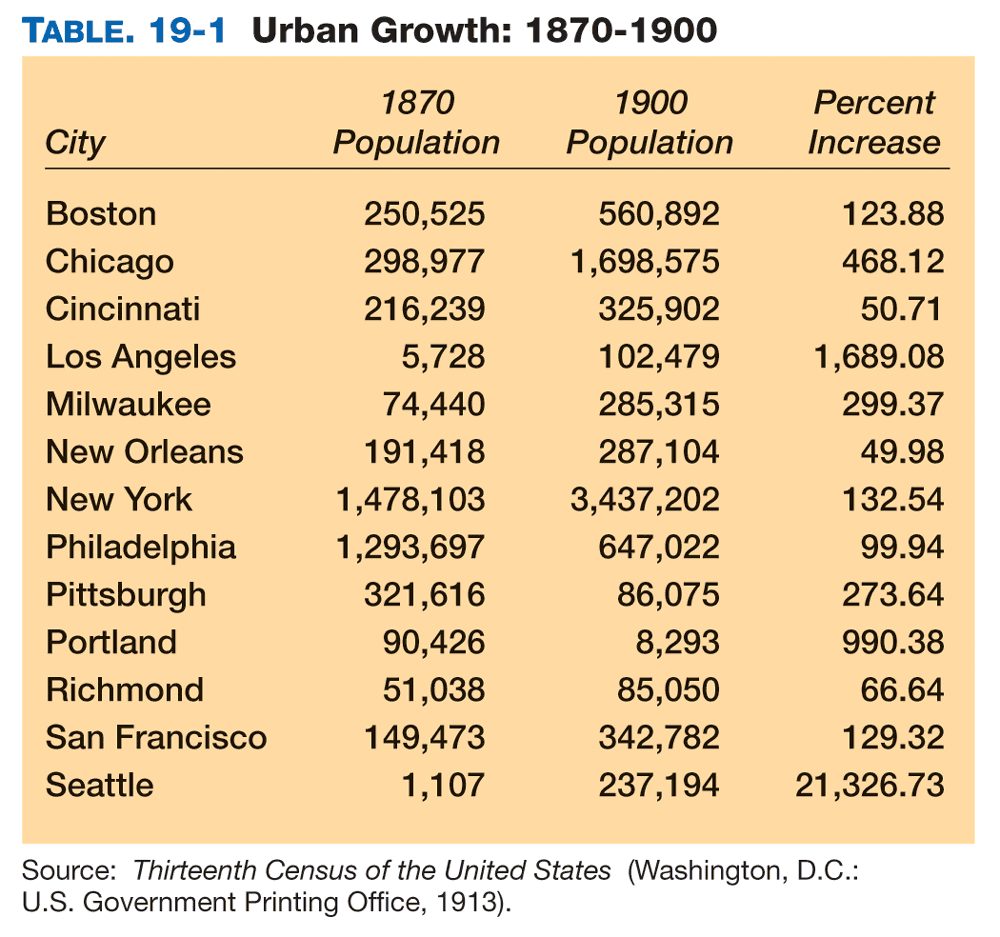 TABLE. 19-1 Urban Growth: 1870-1900
1870 1900 Percent
City Population Population Increase
Boston 250,525 560,892 123.88
Chicago 298,977 1,698,575 468.12
Cincinnati 216,239 325,902 50.71
Los Angeles 5,728 102,479 1,689.08
Milwaukee 74,440 285,315 299.37
New Orleans 191,418 287,104 49.98
New York 1,478,103 3,437,202 132.54
Philadelphia 1,293,697 647,022 99.94
Pittsburgh 321,616 86,075 273.64
Portland 90,426 8,293 990.38
Richmond 51,038 85,050 66.64
San Francisco 149,473 342,782 129.32
Seattle 1,107 237,194 21,326.73
Source: Thirteenth Census of the United States (Washington, D.C.:
U.S. Government Printing Office, 1913).